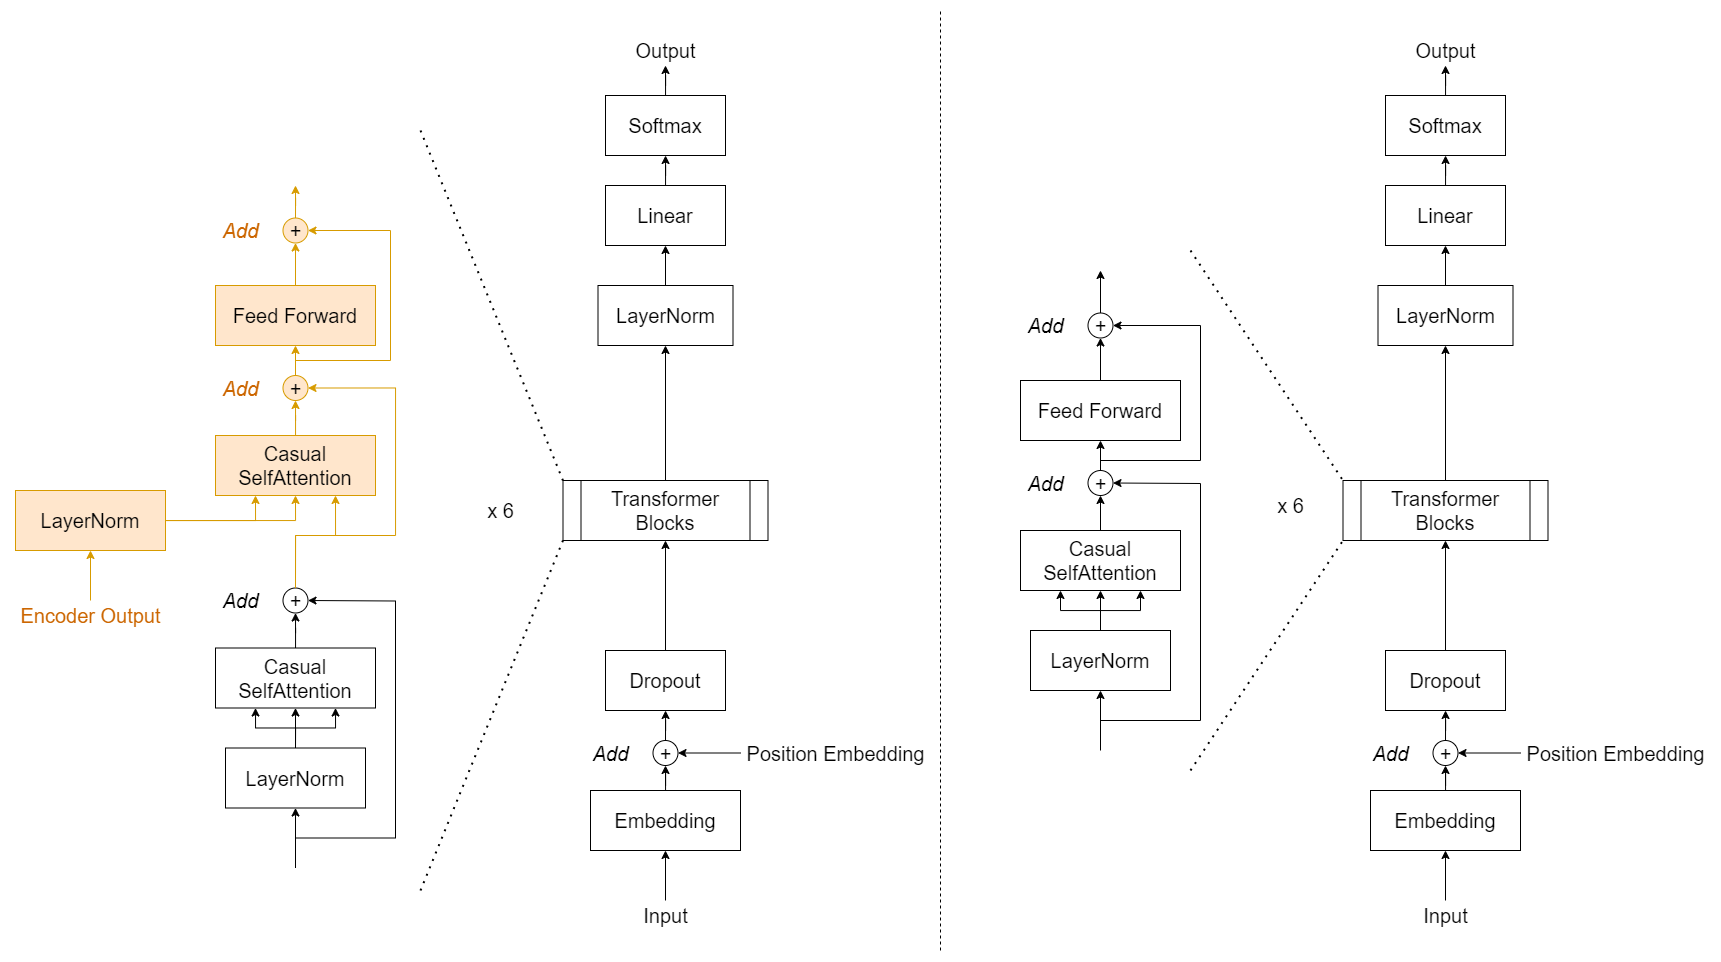 Output
Softmax
Linear
LayerNorm
Transformer
Blocks
x 6
Dropout
Add
+
Position Embedding
Embedding
Input
Add
+
Feed Forward
Add
+
Casual
SelfAttention
LayerNorm
Encoder Output
Add
+
Casual
SelfAttention
LayerNorm
Output
Softmax
Linear
LayerNorm
Transformer
Blocks
x 6
Dropout
Add
+
Position Embedding
Embedding
Input
Add
+
Feed Forward
Add
+
Casual
SelfAttention
LayerNorm